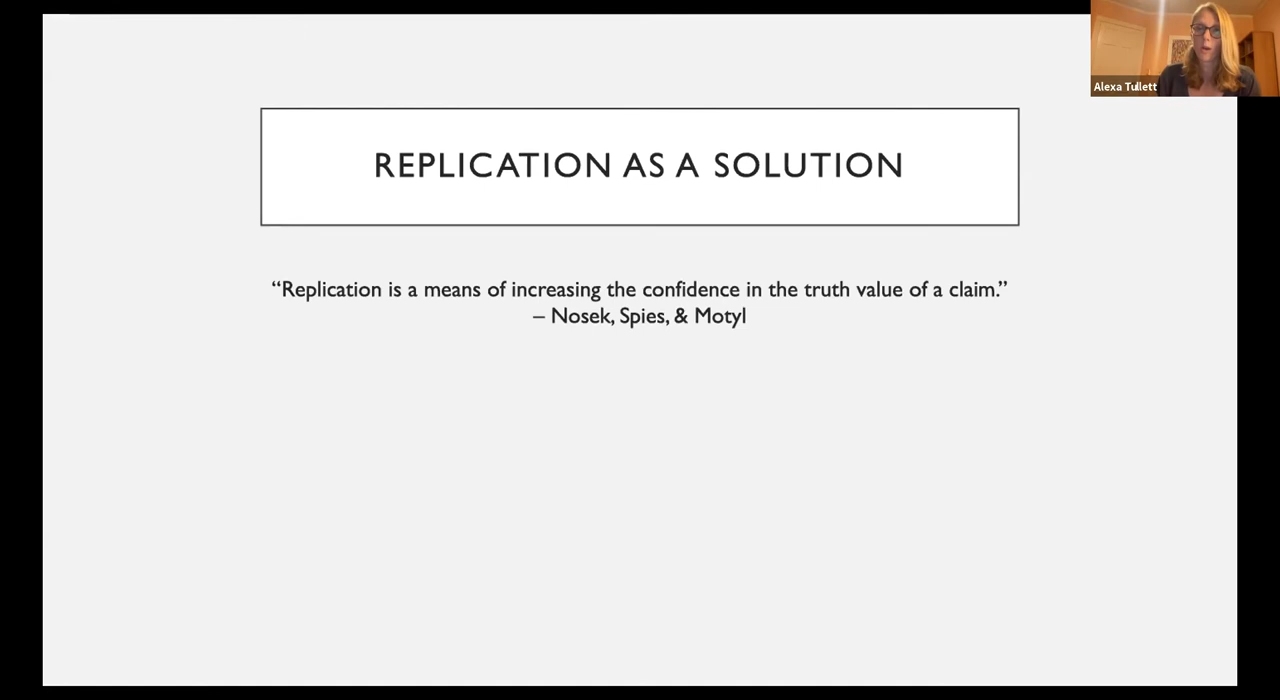 Alexa Tullett
REPLICATION AS A SOLUTION
“Replication is a means of increasing the confidence in the truth value of a claim.”
– Nosek, Spies, & Motyl